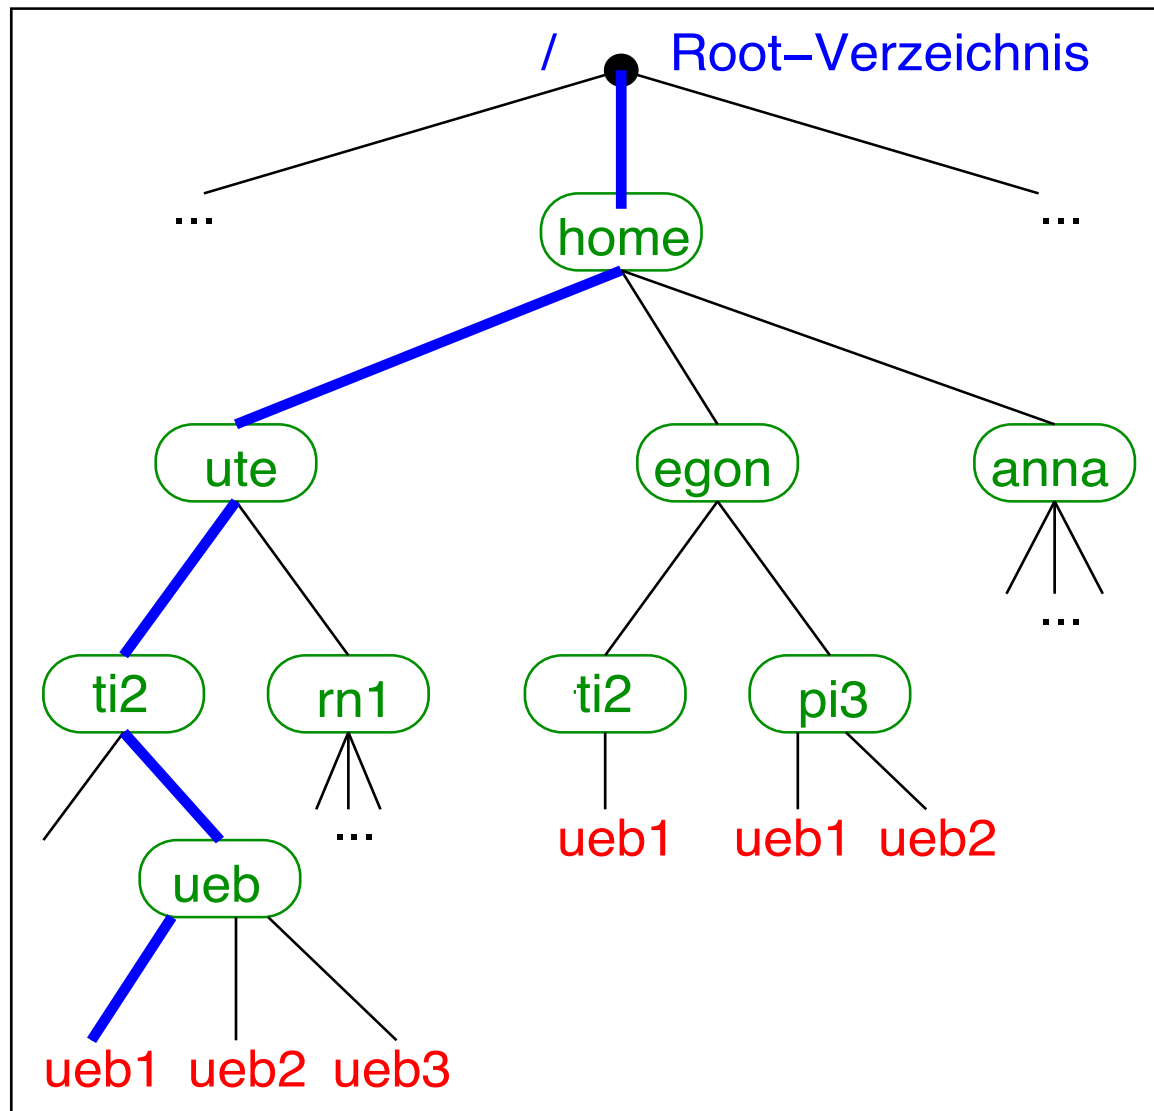 / Root–Verzeichnis
... ...
home
ute egon anna
...
ti2 rn1 ti2 pi3
... ueb1 ueb1 ueb2
ueb
ueb1 ueb2 ueb3